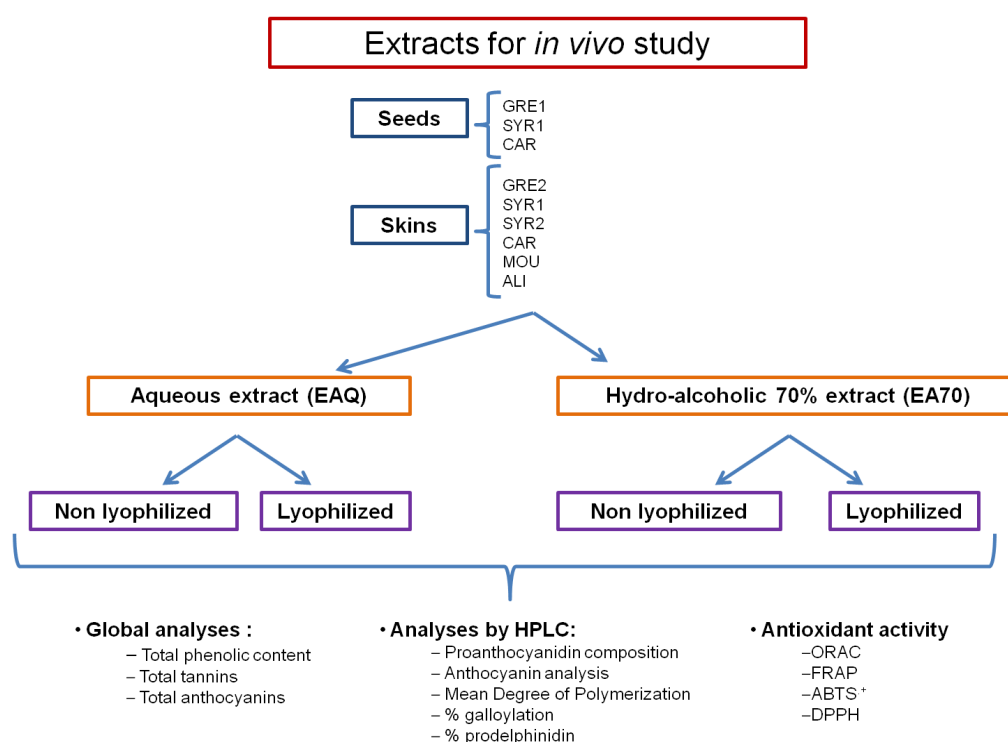 Extracts for in vivo study
Seeds
GRE1
SYR1
CAR
Skins
GRE2
SYR1
SYR2
CAR
MOU
ALI
Aqueous extract (EAQ)
Hydro-alcoholic 70% extract (EA70)
Non lyophilized
Lyophilized
Non lyophilized
Lyophilized
• Global analyses :
– Total phenolic content
– Total tannins
– Total anthocyanins
• Analyses by HPLC:
– Proanthocyanidin composition
– Anthocyanin analysis
– Mean Degree of Polymerization
– % galloylation
– % prodelphinidin
• Antioxidant activity
–ORAC
–FRAP
–ABTS·⁺
–DPPH